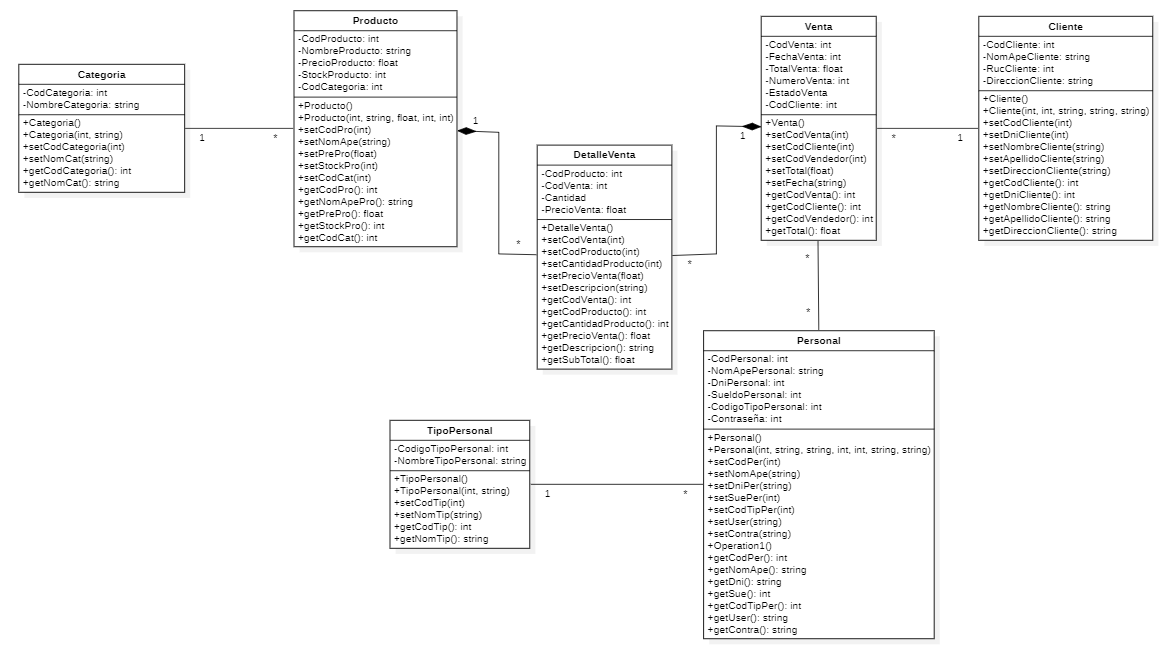 Categoria
-CodCategoria: int
-NombreCategoria: string
+Categoria()
+Categoria(int, string)
+setCodCategoria(int)
+setNomCat(string)
+getCodCategoria(): int
+getNomCat(): string
1
*
Producto
-CodProducto: int
-NombreProducto: string
-PrecioProducto: float
-StockProducto: int
-CodCategoria: int
+Producto()
+Producto(int, string, float, int, int)
+setCodPro(int)
+setNomApe(string)
+setPrePro(float)
+setStockPro(int)
+setCodCat(int)
+getCodPro(): int
+getNomApePro(): string
+getPrePro(): float
+getStockPro(): int
+getCodCat(): int
1
*
DetalleVenta
-CodProducto: int
-CodVenta: int
-Cantidad
-PrecioVenta: float
+DetalleVenta()
+setCodVenta(int)
+setCodProducto(int)
+setCantidadProducto(int)
+setPrecioVenta(float)
+setDescripcion(string)
+getCodVenta(): int
+getCodProducto(): int
+getCantidadProducto(): int
+getPrecioVenta(): float
+getDescripcion(): string
+getSubTotal(): float
1
*
Venta
-CodVenta: int
-FechaVenta: int
-TotalVenta: float
-NumeroVenta: int
-EstadoVenta
-CodCliente: int
+Venta()
+setCodVenta(int)
+setCodCliente(int)
+setCodVendedor(int)
+setTotal(float)
+setFecha(string)
+getCodVenta(): int
+getCodCliente(): int
+getCodVendedor(): int
+getTotal(): float
*
1
Cliente
-CodCliente: int
-NomApeCliente: string
-RucCliente: int
-DireccionCliente: string
+Cliente()
+Cliente(int, int, string, string, string)
+setCodCliente(int)
+setDniCliente(int)
+setNombreCliente(string)
+setApellidoCliente(string)
+setDireccionCliente(string)
+getCodCliente(): int
+getDniCliente(): int
+getNombreCliente(): string
+getApellidoCliente(): string
+getDireccionCliente(): string
*
*
Personal
-CodPersonal: int
-NomApePersonal: string
-DniPersonal: int
-SueldoPersonal: int
-CodigoTipoPersonal: int
-Contraseña: int
+Personal()
+Personal(int, string, string, int, int, string, string)
+setCodPer(int)
+setNomApe(string)
+setDniPer(string)
+setSuePer(int)
+setCodTipPer(int)
+setUser(string)
+setContra(string)
+Operation1()
+getCodPer(): int
+getNomApe(): string
+getDni(): string
+getSue(): int
+getCodTipPer(): int
+getUser(): string
+getContra(): string
TipoPersonal
-CodigoTipoPersonal: int
-NombreTipoPersonal: string
+TipoPersonal()
+TipoPersonal(int, string)
+setCodTip(int)
+setNomTip(string)
+getCodTip(): int
+getNomTip(): string
1
*